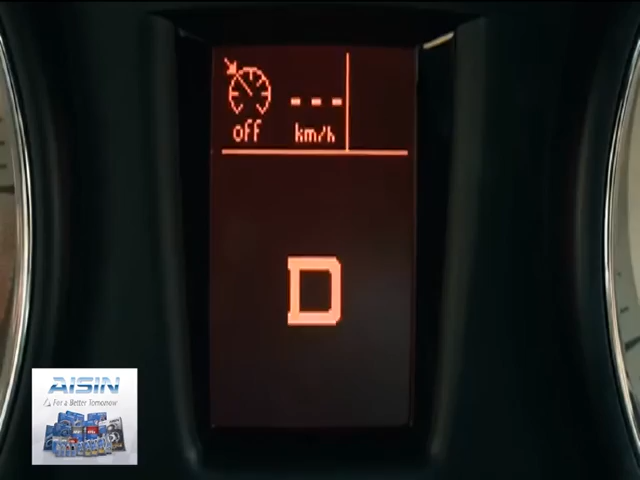 off
--- km/h
D
AISIN
For a Better Tomorrow